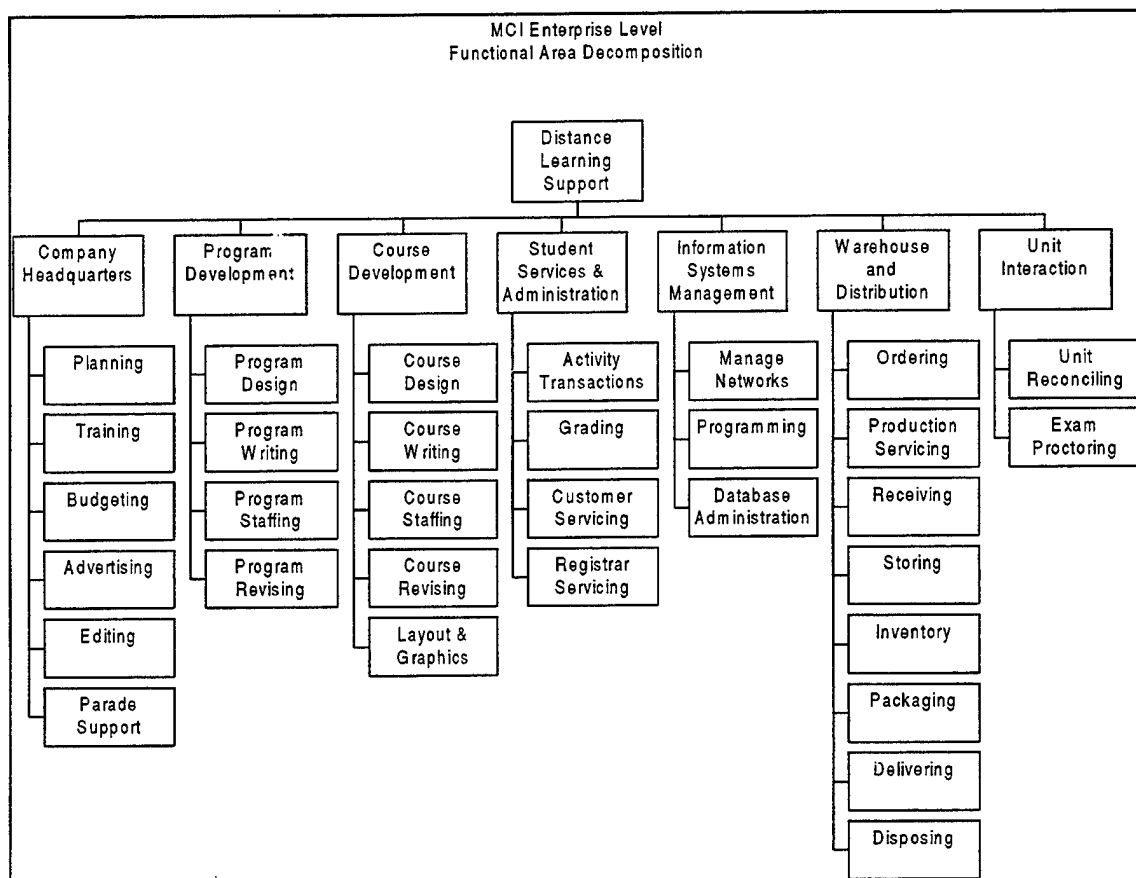 MCI Enterprise Level
Functional Area Decomposition
Distance
Learning
Support
Company
Headquarters
Planning
Training
Budgeting
Advertising
Editing
Parade
Support
Program
Development
Program
Design
Program
Writing
Program
Staffing
Program
Revising
Course
Development
Course
Design
Course
Writing
Course
Staffing
Course
Revising
Layout &
Graphics
Student
Services &
Administration
Activity
Transactions
Grading
Customer
Servicing
Registrar
Servicing
Information
Systems
Management
Manage
Networks
Programming
Database
Administration
Warehouse
and
Distribution
Ordering
Production
Servicing
Receiving
Storing
Inventory
Packaging
Delivering
Disposing
Unit
Interaction
Unit
Reconciling
Exam
Proctoring